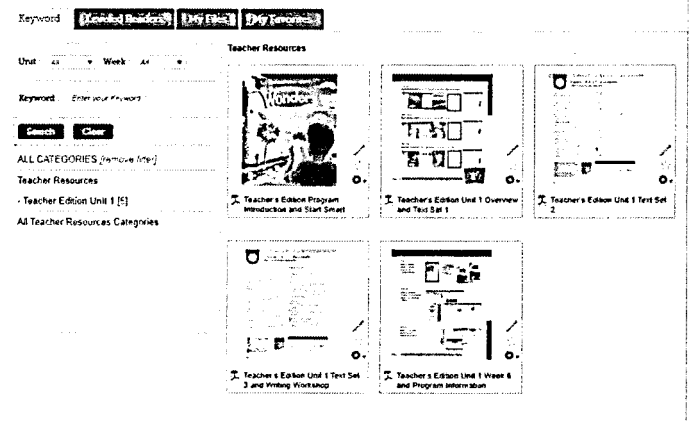 Keyword Leveled Readers My Files My Favorites
Unit : All Week : All
Keyword : Enter your Keyword
Search Clear
ALL CATEGORIES [remove filter]
Teacher Resources
- Teacher Edition Unit 1 [5]
All Teacher Resources Categories
Teacher Resources
Wonders
Teacher's Edition Program
Introduction and Start Smart
Teacher's Edition Unit 1 Overview
and Text Set 1
Teacher's Edition Unit 1 Text Set
2
Teacher's Edition Unit 1 Text Set
3 and Writing Workshop
Teacher's Edition Unit 1 Week 6
and Program Information